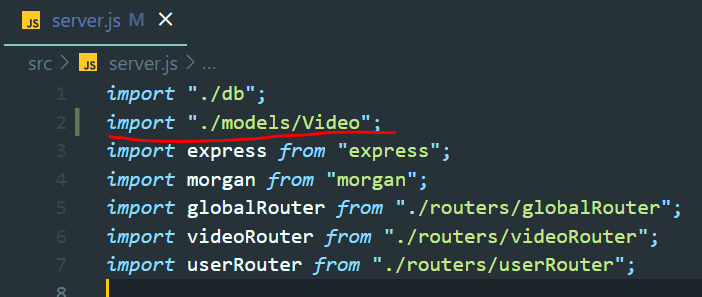 JS server.js M ×
src > JS server.js > ...
1 import "./db";
2 import "./models/Video";
3 import express from "express";
4 import morgan from "morgan";
5 import globalRouter from "./routers/globalRouter";
6 import videoRouter from "./routers/videoRouter";
7 import userRouter from "./routers/userRouter";
8